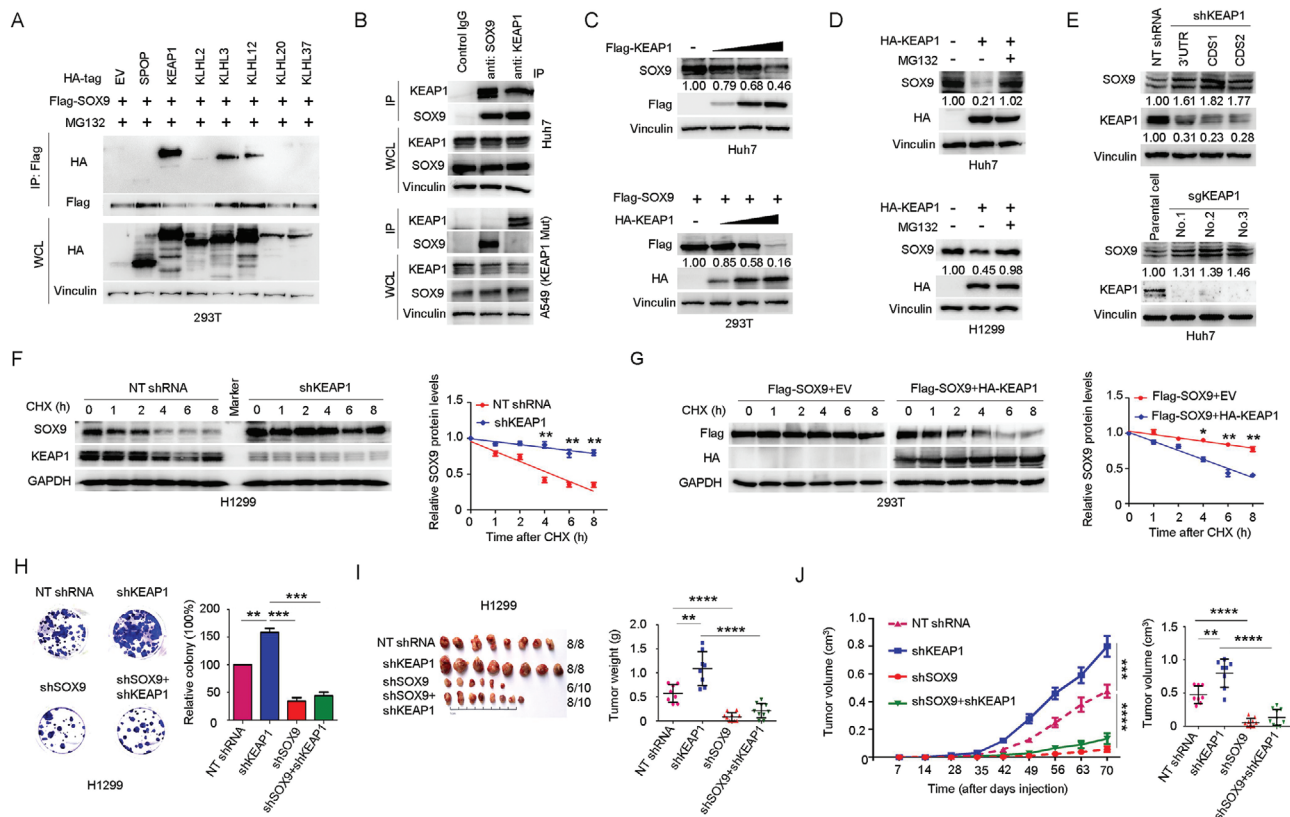 A
HA-tag
EV
SPOP
KEAP1
KLHL2
KLHL3
KLHL12
KLHL20
KLHL37
Flag-SOX9 + + + + + + + +
MG132 + + + + + + + +
IP: Flag
HA
Flag
WCL
HA
Vinculin
293T
B
Control IgG
anti: SOX9
anti: KEAP1
IP
IP
KEAP1
SOX9
WCL
KEAP1
SOX9
Vinculin
Huh7
IP
KEAP1
SOX9
WCL
KEAP1
SOX9
Vinculin
A549 (KEAP1 Mut)
C
Flag-KEAP1 -
SOX9
1.00 0.79 0.68 0.46
Flag
Vinculin
Huh7
Flag-SOX9 + + + +
HA-KEAP1 -
Flag
1.00 0.85 0.58 0.16
HA
Vinculin
293T
D
HA-KEAP1 - + +
MG132 - - +
SOX9
1.00 0.21 1.02
HA
Vinculin
Huh7
HA-KEAP1 - + +
MG132 - - +
SOX9
1.00 0.45 0.98
HA
Vinculin
H1299
E
NT shRNA
shKEAP1
3'UTR
CDS1
CDS2
SOX9
1.00 1.61 1.82 1.77
KEAP1
1.00 0.31 0.23 0.28
Vinculin
Parental cell
sgKEAP1
No.1
No.2
No.3
SOX9
1.00 1.31 1.39 1.46
KEAP1
Vinculin
Huh7
F
NT shRNA
Marker
shKEAP1
CHX (h) 0 1 2 4 6 8 0 1 2 4 6 8
SOX9
KEAP1
GAPDH
H1299
Relative SOX9 protein levels
NT shRNA
shKEAP1
** ** **
1.5
1.0
0.5
0
0 1 2 4 6 8
Time after CHX (h)
G
Flag-SOX9+EV
Flag-SOX9+HA-KEAP1
CHX (h) 0 1 2 4 6 8 0 1 2 4 6 8
Flag
HA
GAPDH
293T
Relative SOX9 protein levels
Flag-SOX9+EV
Flag-SOX9+HA-KEAP1
* ** **
1.5
1.0
0.5
0
0 1 2 4 6 8
Time after CHX (h)
H
NT shRNA
shKEAP1
shSOX9
shSOX9+
shKEAP1
H1299
Relative colony (100%)
200
150
100
50
0
***
** ***
NT shRNA
shKEAP1
shSOX9
shSOX9+shKEAP1
I
H1299
NT shRNA
8/8
shKEAP1
8/8
shSOX9
6/10
shSOX9+
shKEAP1
8/10
Tumor weight (g)
2.0
1.5
1.0
0.5
0
****
**
****
NT shRNA
shKEAP1
shSOX9
shSOX9+shKEAP1
J
Tumor volume (cm³)
1.0
0.8
0.6
0.4
0.2
0
NT shRNA
shKEAP1
shSOX9
shSOX9+shKEAP1
***
****
7 14 28 35 42 49 56 63 70
Time (after days injection)
Tumor volume (cm³)
1.5
1.0
0.5
0
****
**
****
NT shRNA
shKEAP1
shSOX9
shSOX9+shKEAP1